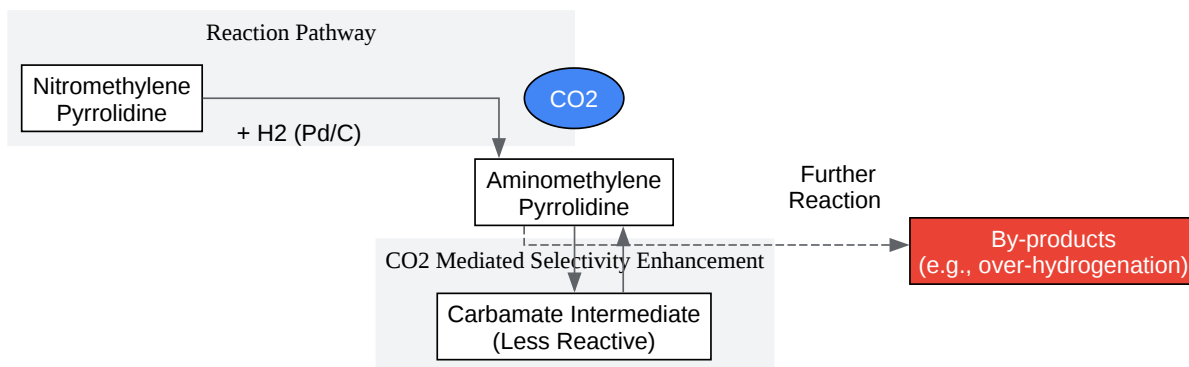 Reaction Pathway
Nitromethylene
Pyrrolidine
CO2
+ H2 (Pd/C)
Aminomethylene
Pyrrolidine
Further
Reaction
By-products
(e.g., over-hydrogenation)
CO2 Mediated Selectivity Enhancement
Carbamate Intermediate
(Less Reactive)